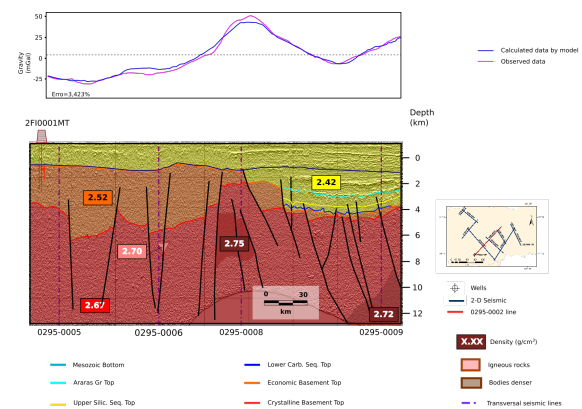 50
25
0
-25
Gravity
(mGal)
Erro=3,423%
Calculated data by model
Observed data
2FI0001MT
Depth
(km)
0
2
4
6
8
10
12
2.52
2.42
2.70
2.75
2.67
2.72
0 30
km
0295-0005
0295-0006
0295-0008
0295-0009
Wells
2-D Seismic
0295-0002 line
X.XX Density (g/cm³)
Igneous rocks
Bodies denser
Transversal seismic lines
Mesozoic Bottom
Araras Gr Top
Upper Silic. Seq. Top
Lower Carb. Seq. Top
Economic Basement Top
Crystalline Basement Top